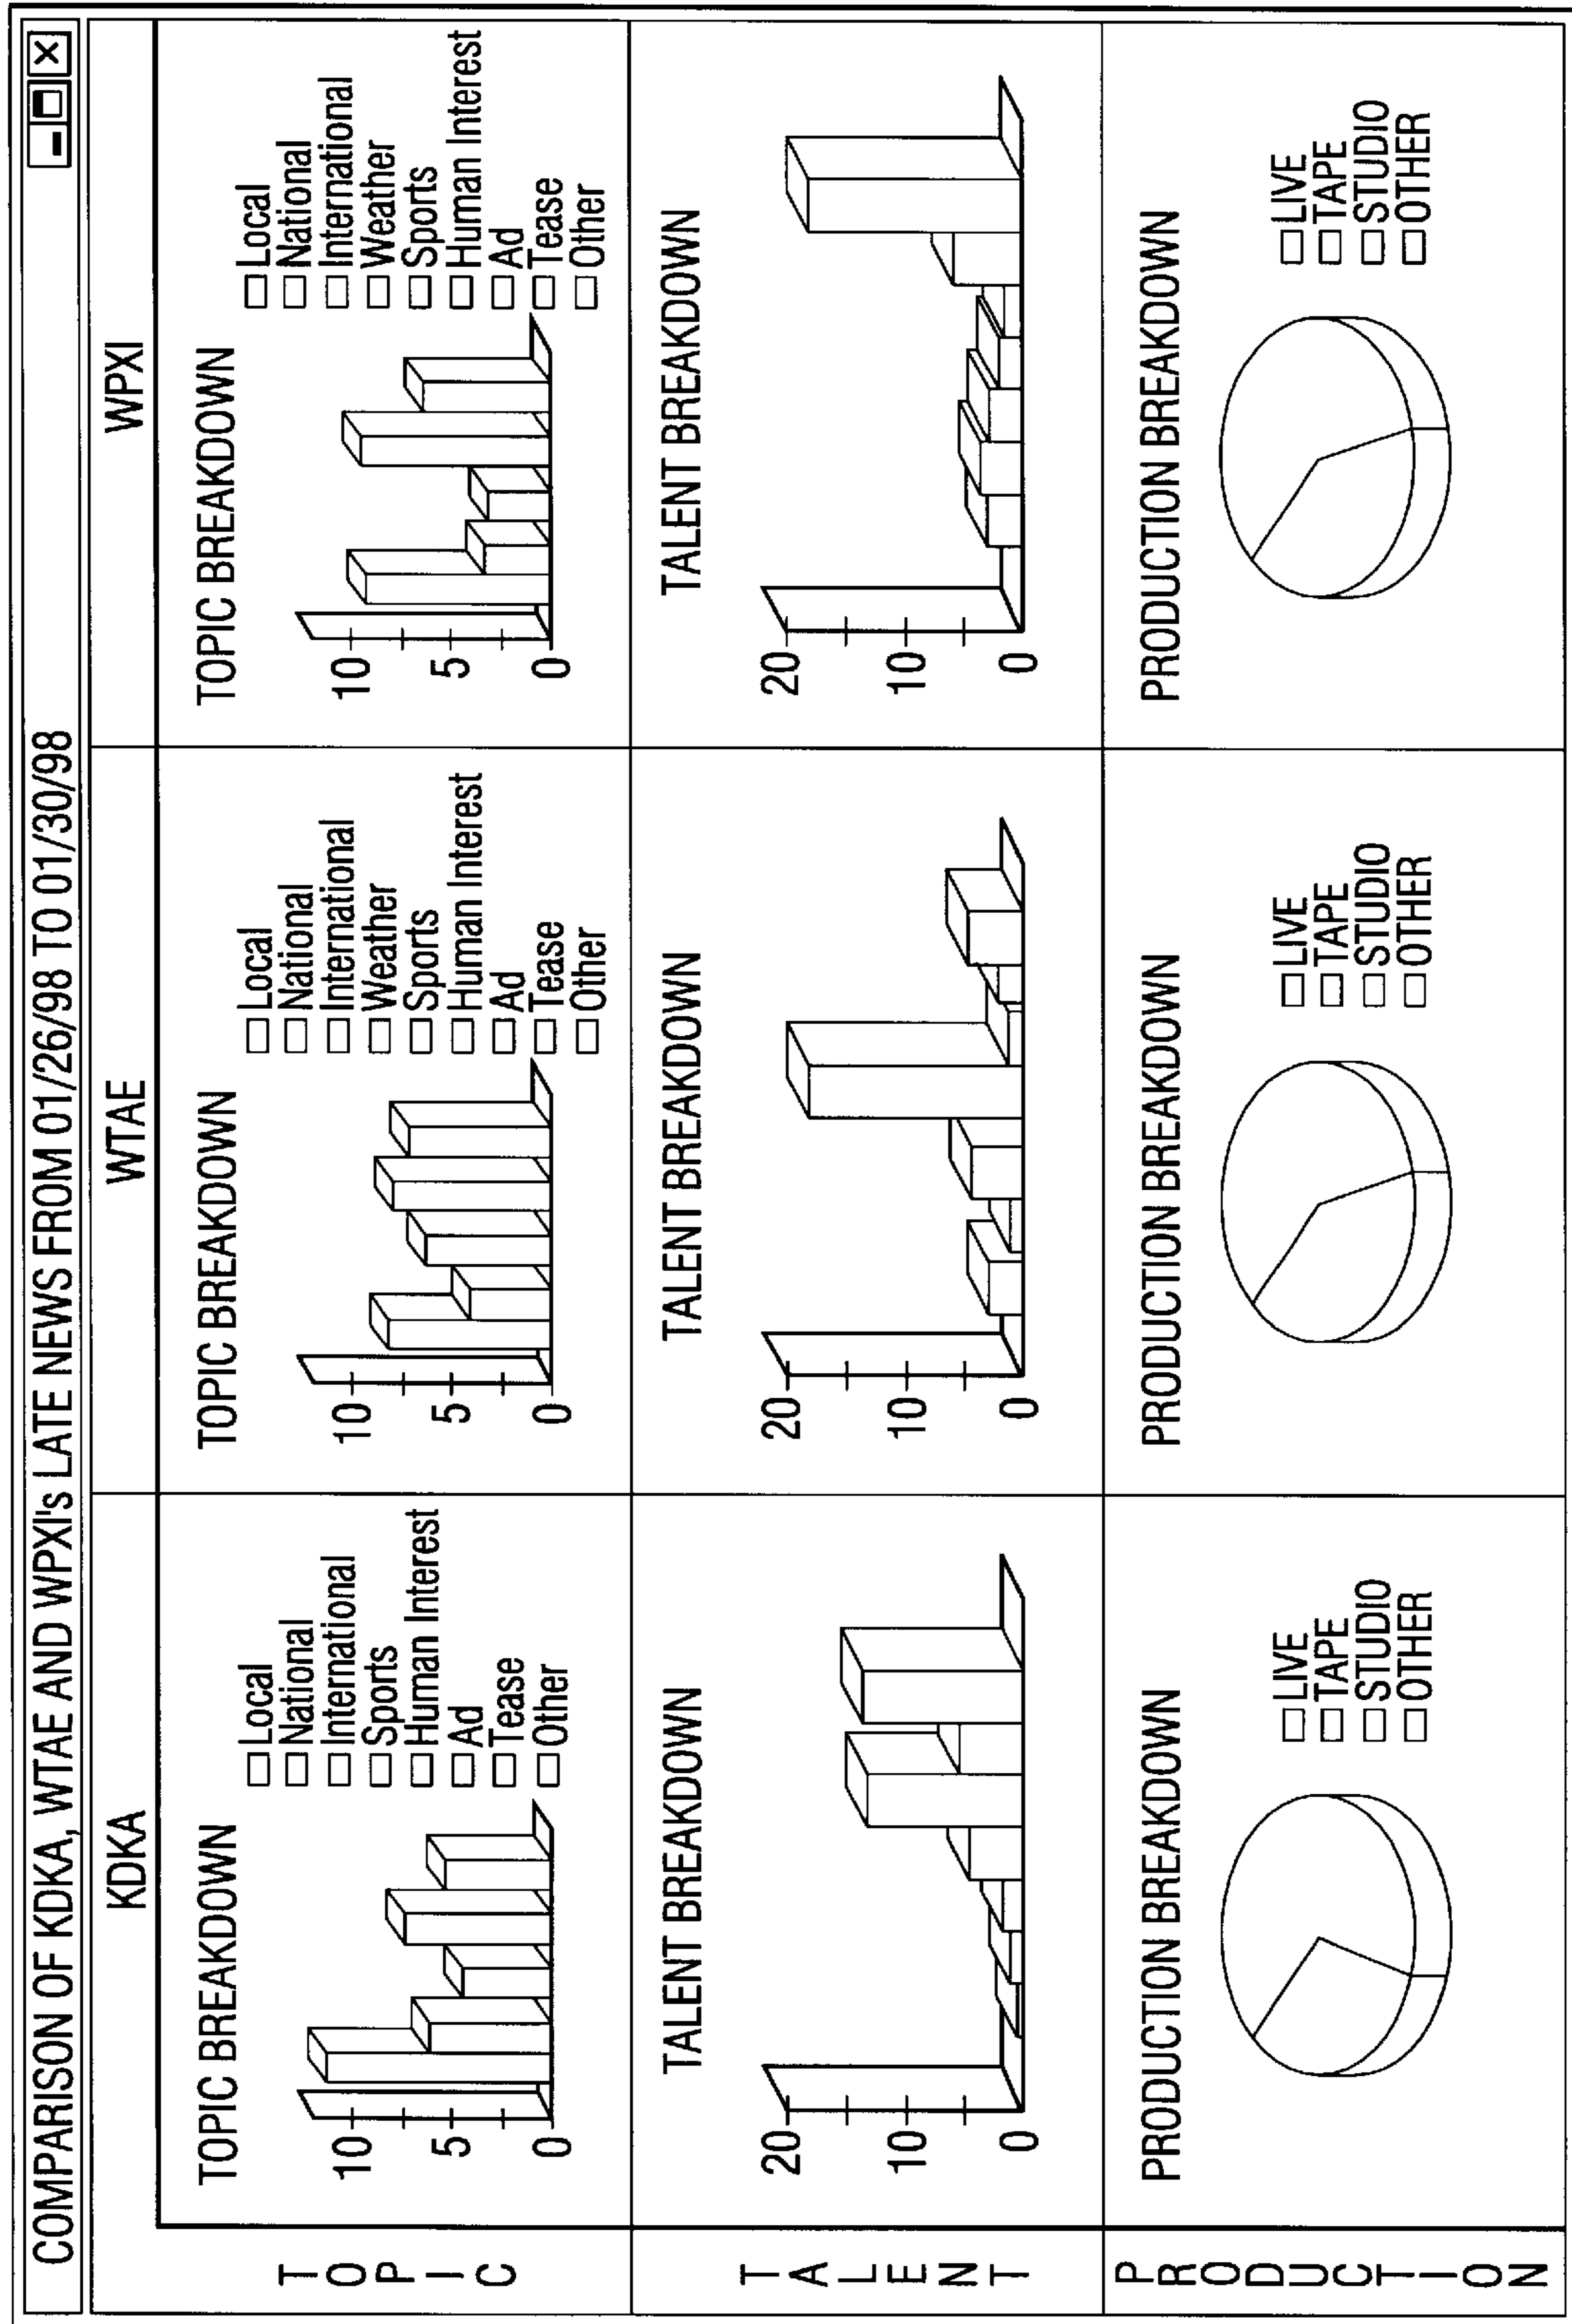 COMPARISON OF KDKA, WTAE AND WPXI's LATE NEWS FROM 01/26/98 TO 01/30/98
KDKA
WTAE
WPXI
TOPIC
TOPIC BREAKDOWN
10
5
0
Local
National
International
Sports
Human Interest
Ad
Tease
Other
TOPIC BREAKDOWN
10
5
0
Local
National
International
Weather
Sports
Human Interest
Ad
Tease
Other
TOPIC BREAKDOWN
10
5
0
Local
National
International
Weather
Sports
Human Interest
Ad
Tease
Other
TALENT
TALENT BREAKDOWN
20
10
0
TALENT BREAKDOWN
20
10
0
TALENT BREAKDOWN
20
10
0
PRODUCTION
PRODUCTION BREAKDOWN
LIVE
TAPE
STUDIO
OTHER
PRODUCTION BREAKDOWN
LIVE
TAPE
STUDIO
OTHER
PRODUCTION BREAKDOWN
LIVE
TAPE
STUDIO
OTHER